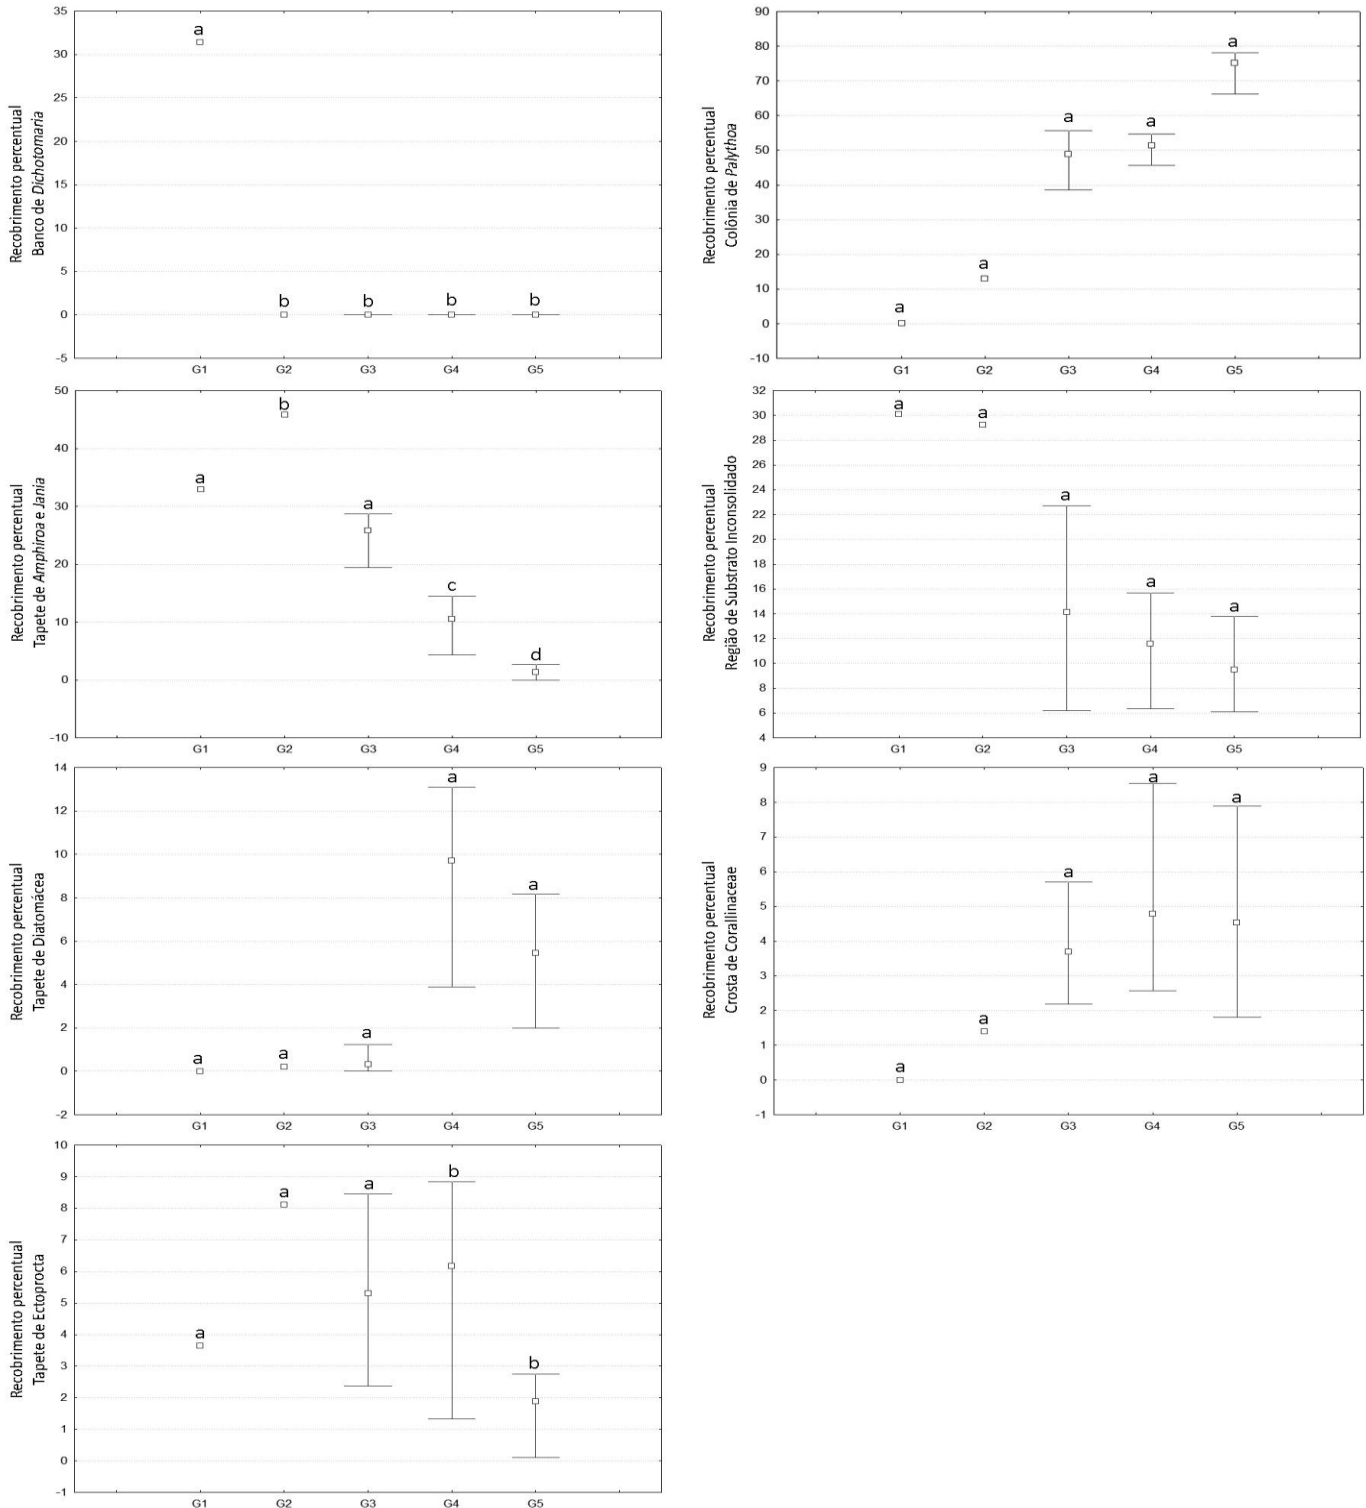 Recobrimento percentual
Banco de Dichotomaria
35
30
25
20
15
10
5
0
-5
a
b
b
b
b
G1 G2 G3 G4 G5
Recobrimento percentual
Colônia de Palythoa
90
80
70
60
50
40
30
20
10
0
-10
a
a
a
a
a
G1 G2 G3 G4 G5
Recobrimento percentual
Tapete de Amphiroa e Jania
50
40
30
20
10
0
-10
a
b
a
c
d
G1 G2 G3 G4 G5
Recobrimento percentual
Região de Substrato Inconsolidado
32
30
28
26
24
22
20
18
16
14
12
10
8
6
4
a
a
a
a
a
G1 G2 G3 G4 G5
Recobrimento percentual
Tapete de Diatomácea
14
12
10
8
6
4
2
0
-2
a
a
a
a
a
G1 G2 G3 G4 G5
Recobrimento percentual
Crosta de Corallinaceae
9
8
7
6
5
4
3
2
1
0
-1
a
a
a
a
a
G1 G2 G3 G4 G5
Recobrimento percentual
Tapete de Ectoprocta
10
9
8
7
6
5
4
3
2
1
0
-1
a
a
a
b
b
G1 G2 G3 G4 G5